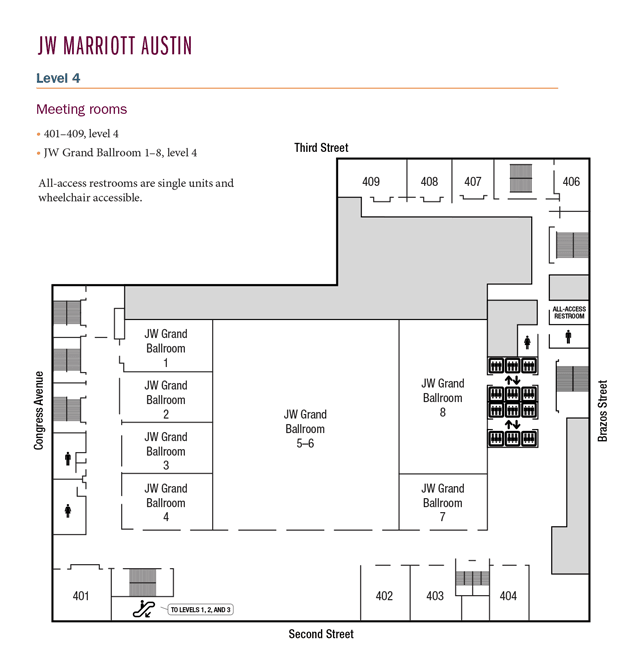 JW MARRIOTT AUSTIN
Level 4
Meeting rooms
• 401–409, level 4
• JW Grand Ballroom 1–8, level 4
All-access restrooms are single units and
wheelchair accessible.
Third Street
409
408
407
406
ALL-ACCESS
RESTROOM
JW Grand
Ballroom
1
JW Grand
Ballroom
2
JW Grand
Ballroom
3
JW Grand
Ballroom
4
JW Grand
Ballroom
5–6
JW Grand
Ballroom
8
JW Grand
Ballroom
7
Congress Avenue
Brazos Street
401
TO LEVELS 1, 2, AND 3
402
403
404
Second Street